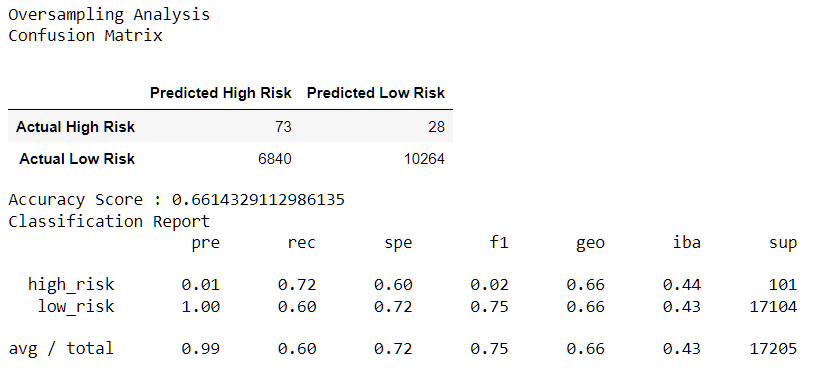 Oversampling Analysis
Confusion Matrix
Predicted High Risk Predicted Low Risk
Actual High Risk 73 28
Actual Low Risk 6840 10264
Accuracy Score : 0.6614329112986135
Classification Report
pre rec spe f1 geo iba sup
high_risk 0.01 0.72 0.60 0.02 0.66 0.44 101
low_risk 1.00 0.60 0.72 0.75 0.66 0.43 17104
avg / total 0.99 0.60 0.72 0.75 0.66 0.43 17205